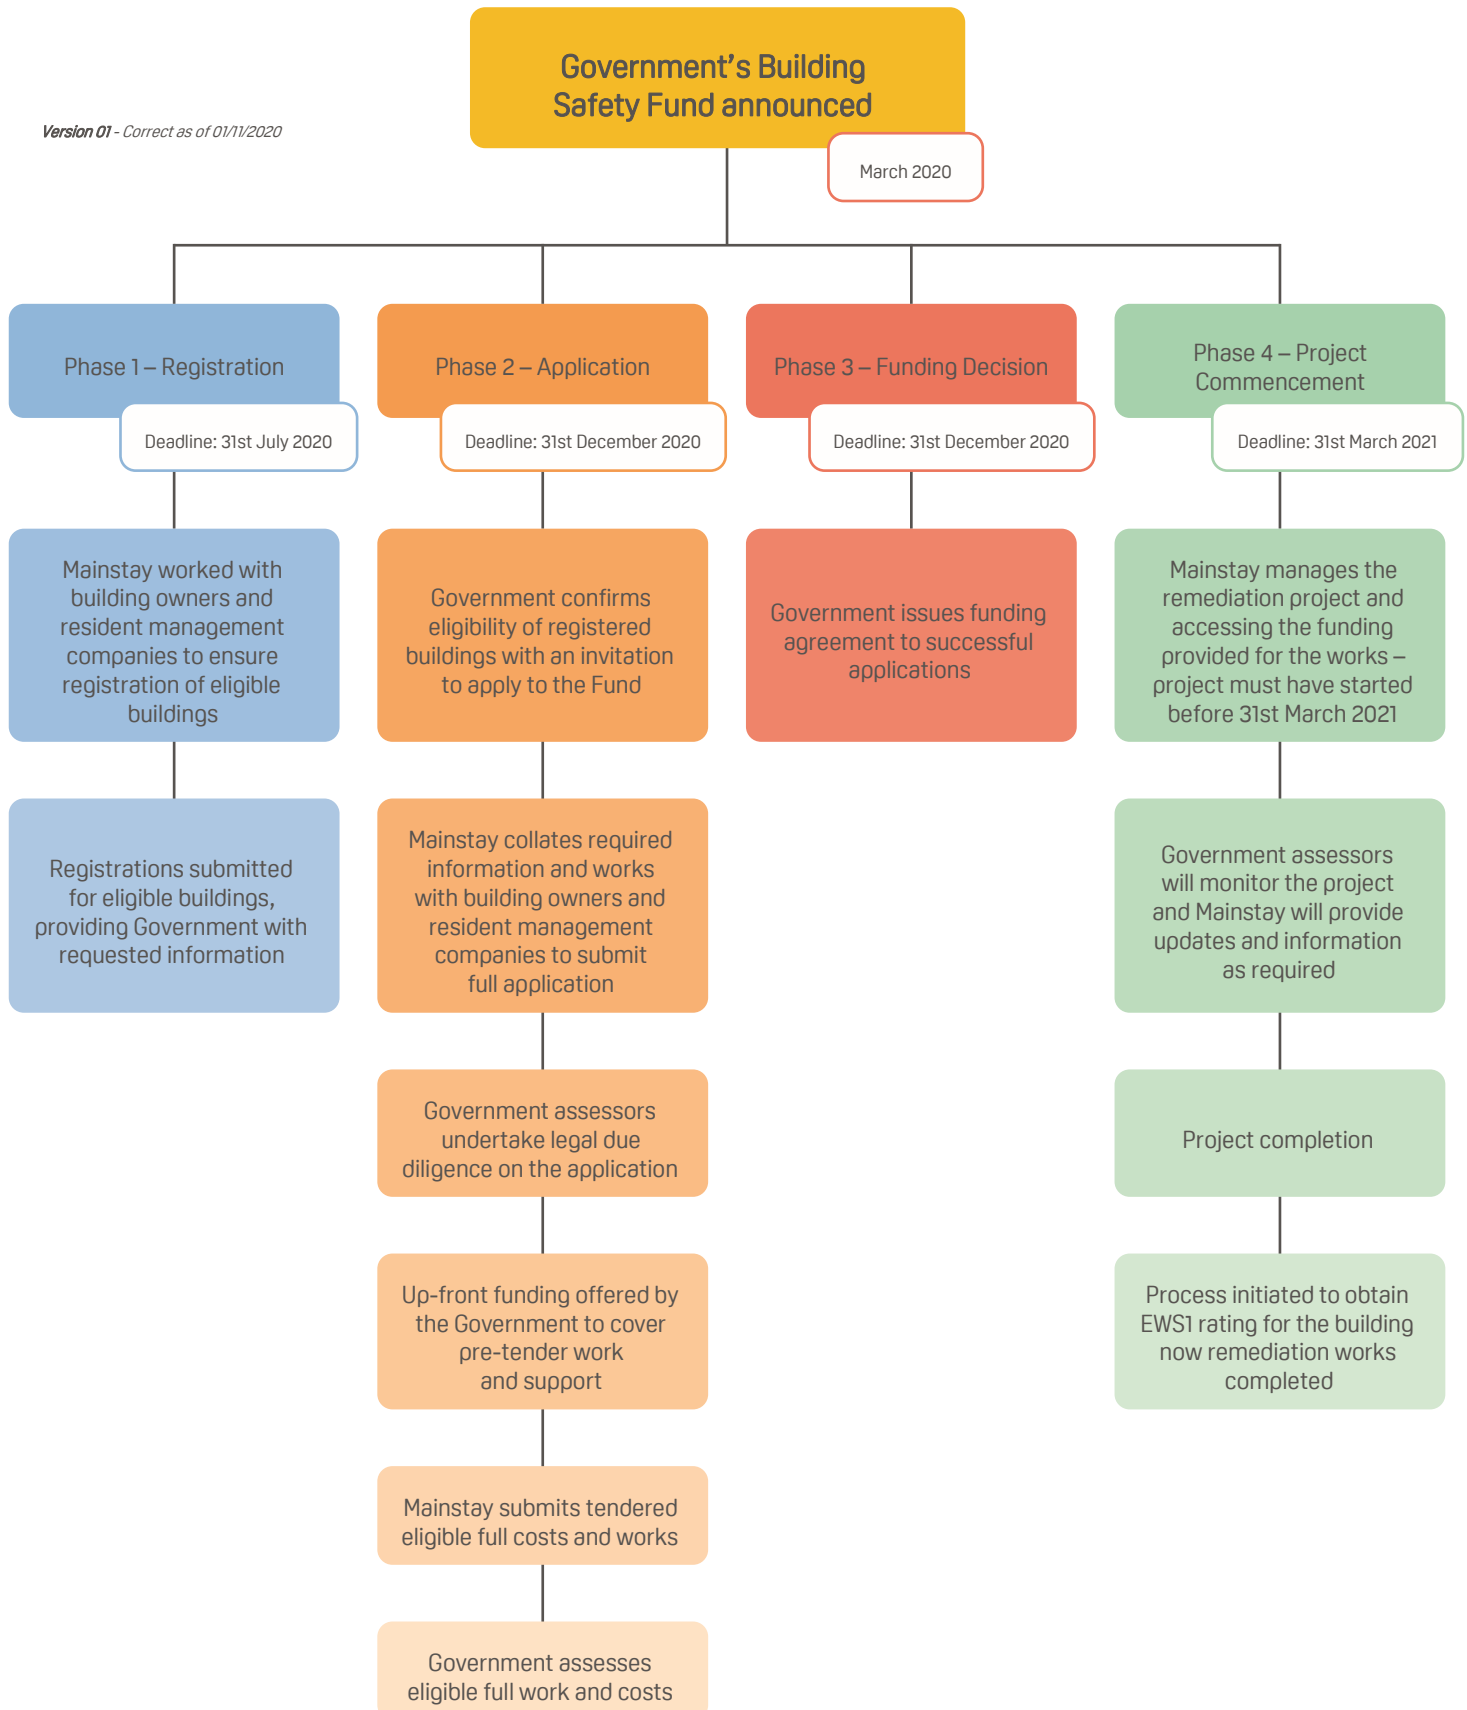 Government's Building
Safety Fund announced
Version 01 - Correct as of 01/11/2020
March 2020
Phase 1 – Registration
Deadline: 31st July 2020
Mainstay worked with
building owners and
resident management
companies to ensure
registration of eligible
buildings
Registrations submitted
for eligible buildings,
providing Government with
requested information
Phase 2 – Application
Deadline: 31st December 2020
Government confirms
eligibility of registered
buildings with an invitation
to apply to the Fund
Mainstay collates required
information and works
with building owners and
resident management
companies to submit
full application
Government assessors
undertake legal due
diligence on the application
Up-front funding offered by
the Government to cover
pre-tender work
and support
Mainstay submits tendered
eligible full costs and works
Government assesses
eligible full work and costs
Phase 3 – Funding Decision
Deadline: 31st December 2020
Government issues funding
agreement to successful
applications
Phase 4 – Project
Commencement
Deadline: 31st March 2021
Mainstay manages the
remediation project and
accessing the funding
provided for the works –
project must have started
before 31st March 2021
Government assessors
will monitor the project
and Mainstay will provide
updates and information
as required
Project completion
Process initiated to obtain
EWS1 rating for the building
now remediation works
completed